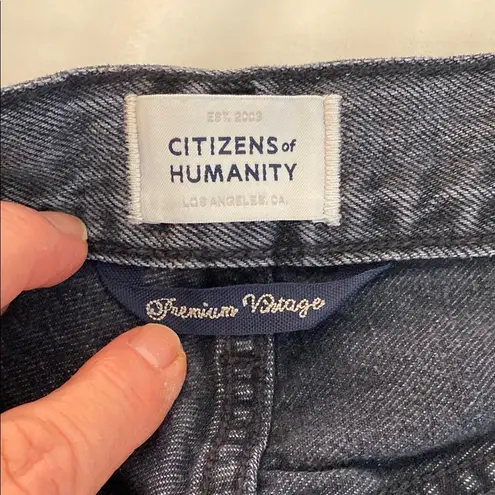 EST. 2003
CITIZENS of
HUMANITY
LOS ANGELES, CA.
Premium Vintage